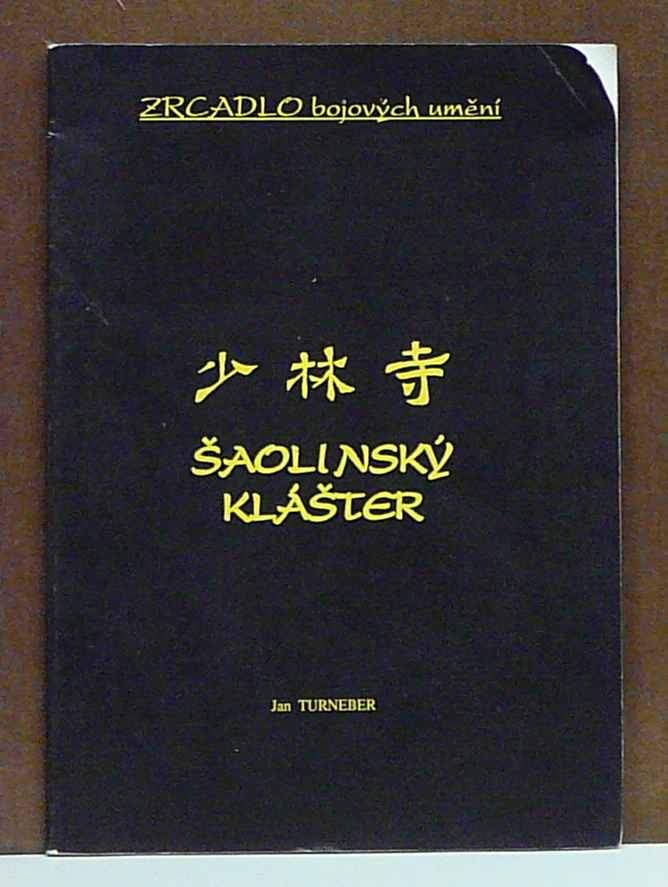 ZRCADLO bojových umění
少林寺
ŠAOLINSKÝ
KLÁŠTER
Jan TURNEBER